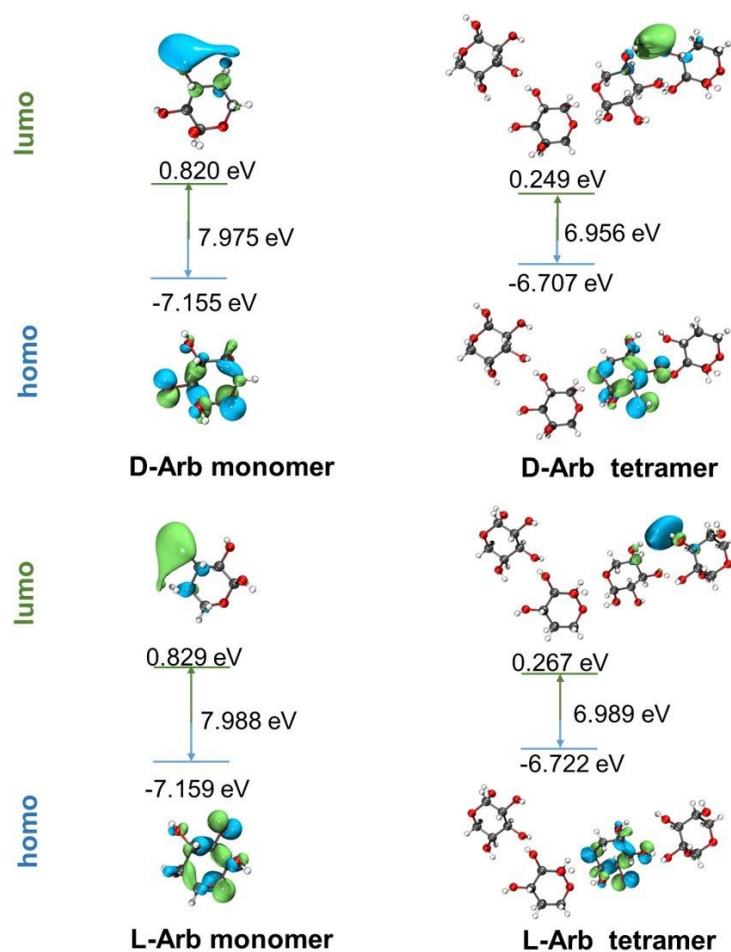 lumo
0.820 eV
0.249 eV
7.975 eV
6.956 eV
-7.155 eV
-6.707 eV
homo
D-Arb monomer
D-Arb tetramer
lumo
0.829 eV
0.267 eV
7.988 eV
6.989 eV
-7.159 eV
-6.722 eV
homo
L-Arb monomer
L-Arb tetramer